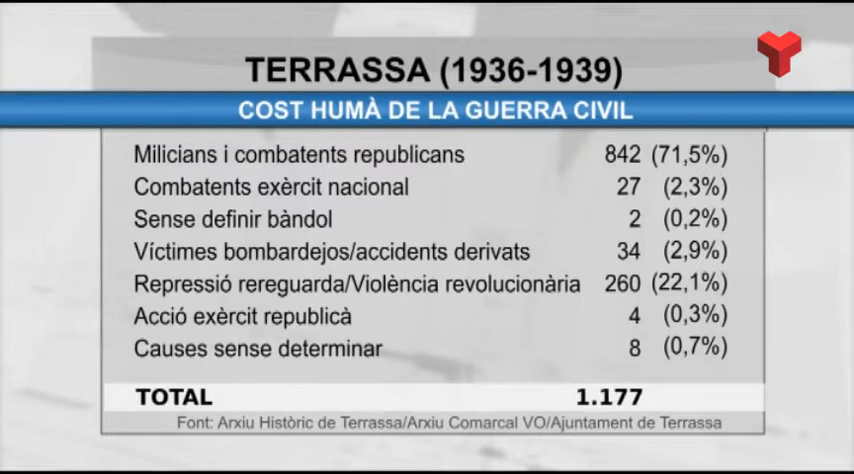 TERRASSA (1936-1939)
COST HUMÀ DE LA GUERRA CIVIL
Milicians i combatents republicans 842 (71,5%)
Combatents exèrcit nacional 27 (2,3%)
Sense definir bàndol 2 (0,2%)
Víctimes bombardejos/accidents derivats 34 (2,9%)
Repressió rereguarda/Violència revolucionària 260 (22,1%)
Acció exèrcit republicà 4 (0,3%)
Causes sense determinar 8 (0,7%)
TOTAL 1.177
Font: Arxiu Històric de Terrassa/Arxiu Comarcal VO/Ajuntament de Terrassa